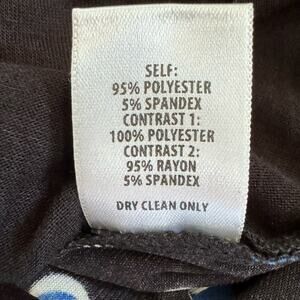 SELF:
95% POLYESTER
5% SPANDEX
CONTRAST 1:
100% POLYESTER
CONTRAST 2:
95% RAYON
5% SPANDEX
DRY CLEAN ONLY